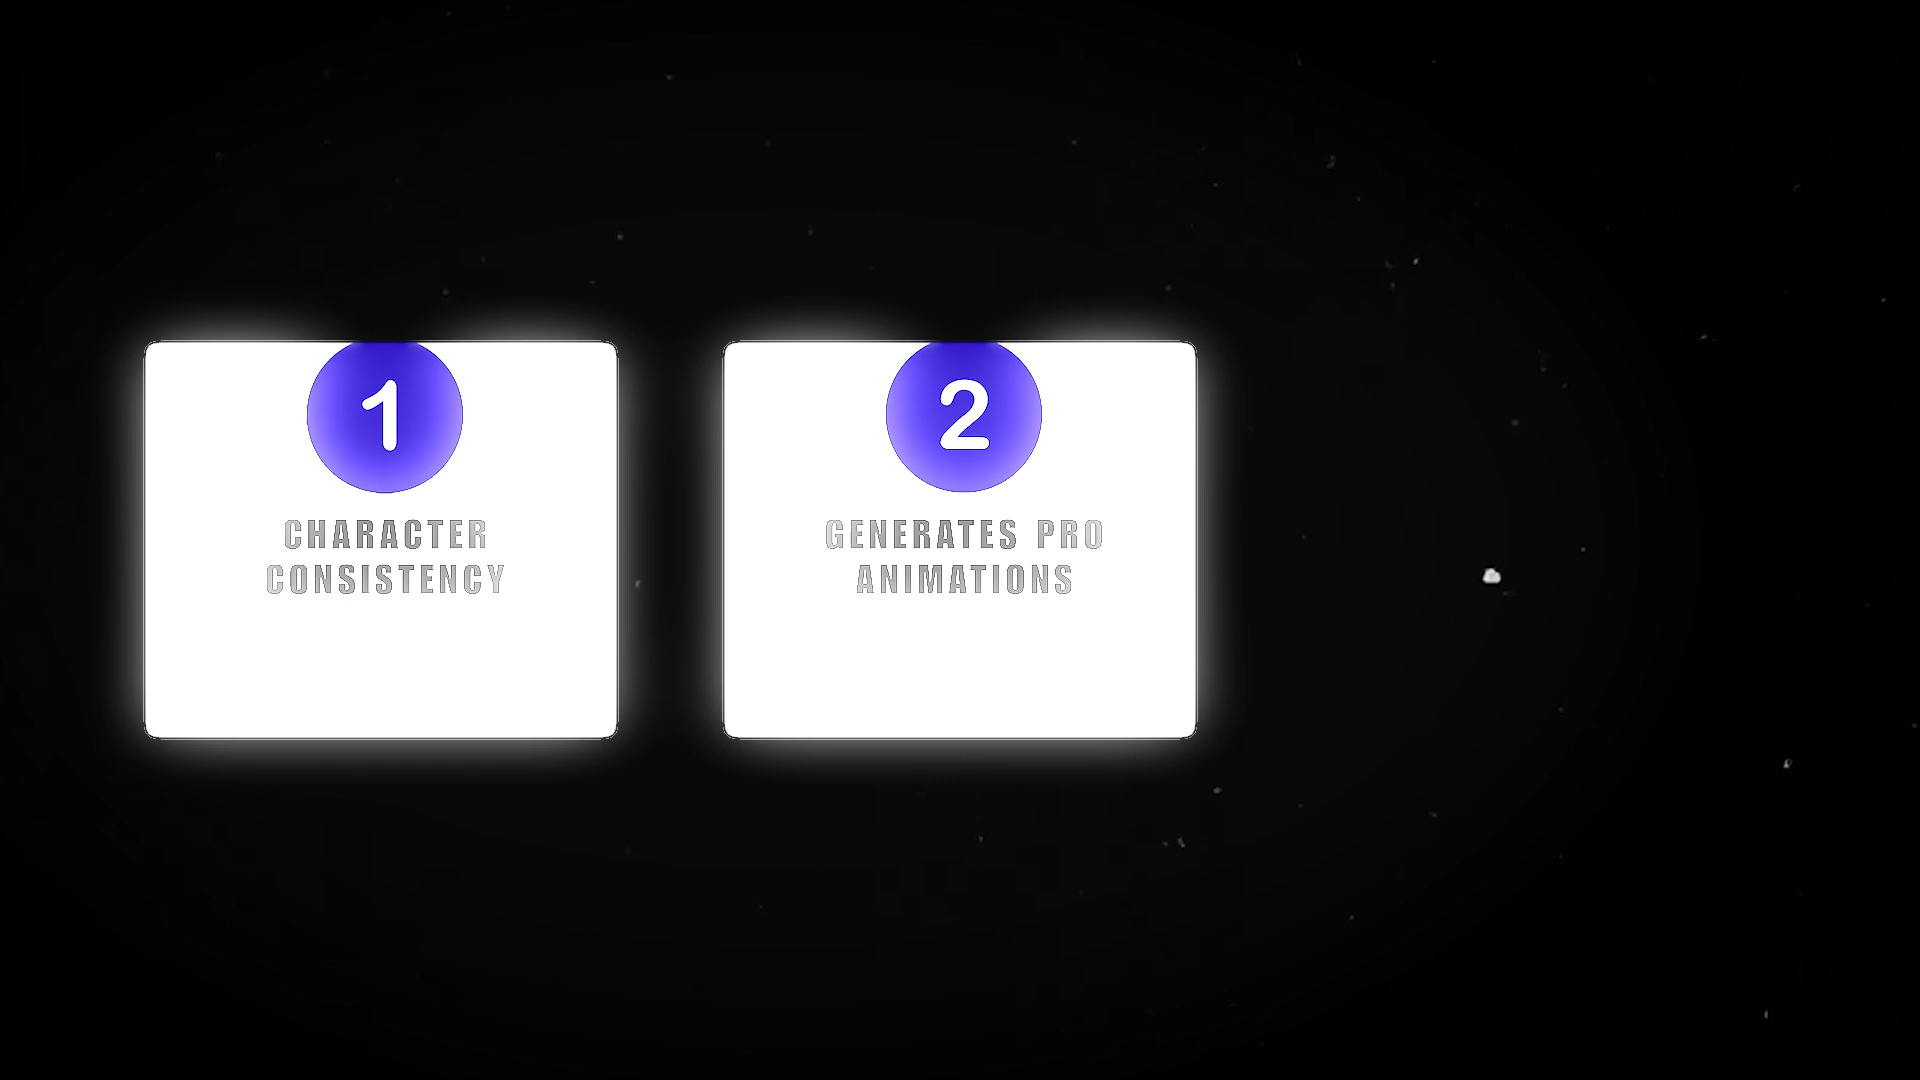 1
CHARACTER
CONSISTENCY
2
GENERATES PRO
ANIMATIONS